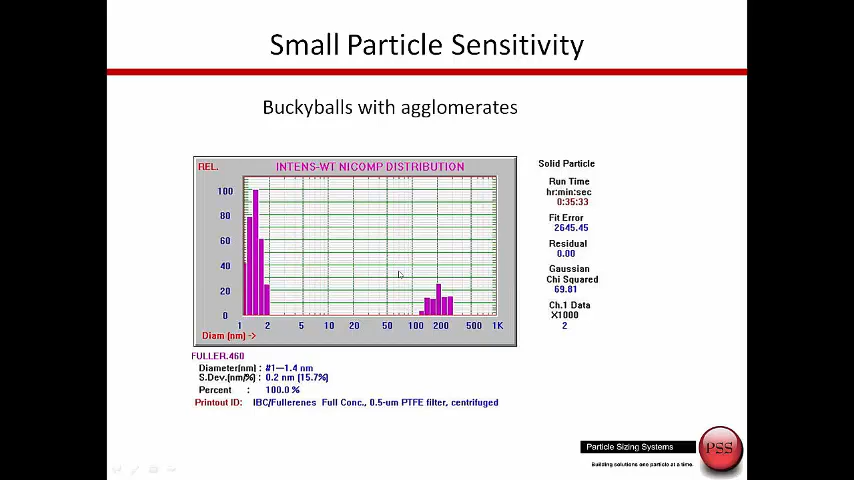 Small Particle Sensitivity
Buckyballs with agglomerates
REL.
INTENS-WT NICOMP DISTRIBUTION
100
80
60
40
20
0
1 2 5 10 20 50 100 200 500 1K
Diam (nm) ->
Solid Particle
Run Time
hr:min:sec
0:35:33
Fit Error
2645.45
Residual
0.00
Gaussian
Chi Squared
69.81
Ch.1 Data
X1000
2
FULLER.460
Diameter(nm) : #1—1.4 nm
S.Dev.(nm/%) : 0.2 nm (15.7%)
Percent : 100.0 %
Printout ID: IBC/Fullerenes Full Conc., 0.5-um PTFE filter, centrifuged
Particle Sizing Systems
Building solutions one particle at a time.
PSS